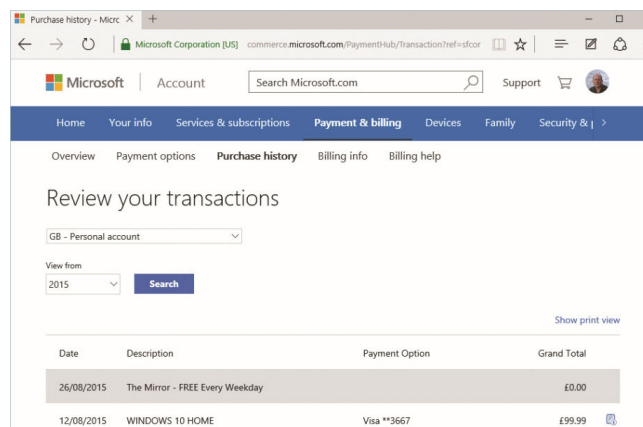 Purchase history - Micrc
Microsoft Corporation [US] commerce.microsoft.com/PaymentHub/Transaction?ref=sfcor
Microsoft Account Search Microsoft.com Support
Home Your info Services & subscriptions Payment & billing Devices Family Security &
Overview Payment options Purchase history Billing info Billing help
Review your transactions
GB - Personal account
View from
2015 Search
Show print view
Date Description Payment Option Grand Total
26/08/2015 The Mirror - FREE Every Weekday £0.00
12/08/2015 WINDOWS 10 HOME Visa **3667 £99.99